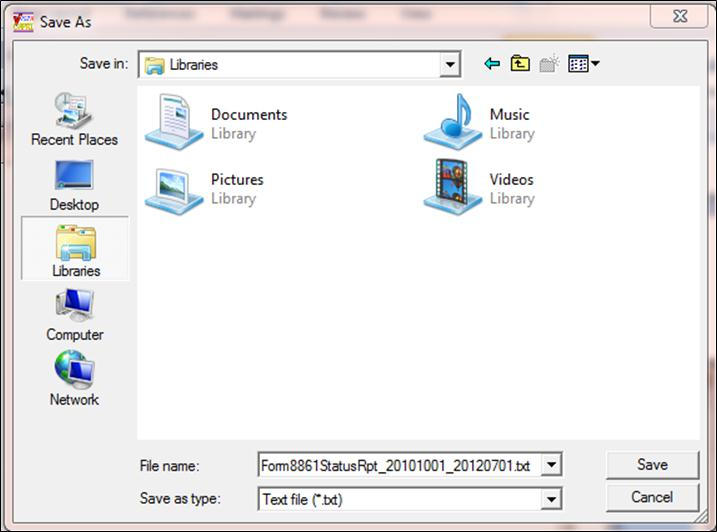 Save As
Save in:
Libraries
Recent Places
Desktop
Libraries
Computer
Network
Documents
Library
Music
Library
Pictures
Library
Videos
Library
File name:
Form8861StatusRpt_20101001_20120701.txt
Save
Save as type:
Text file (*.txt)
Cancel